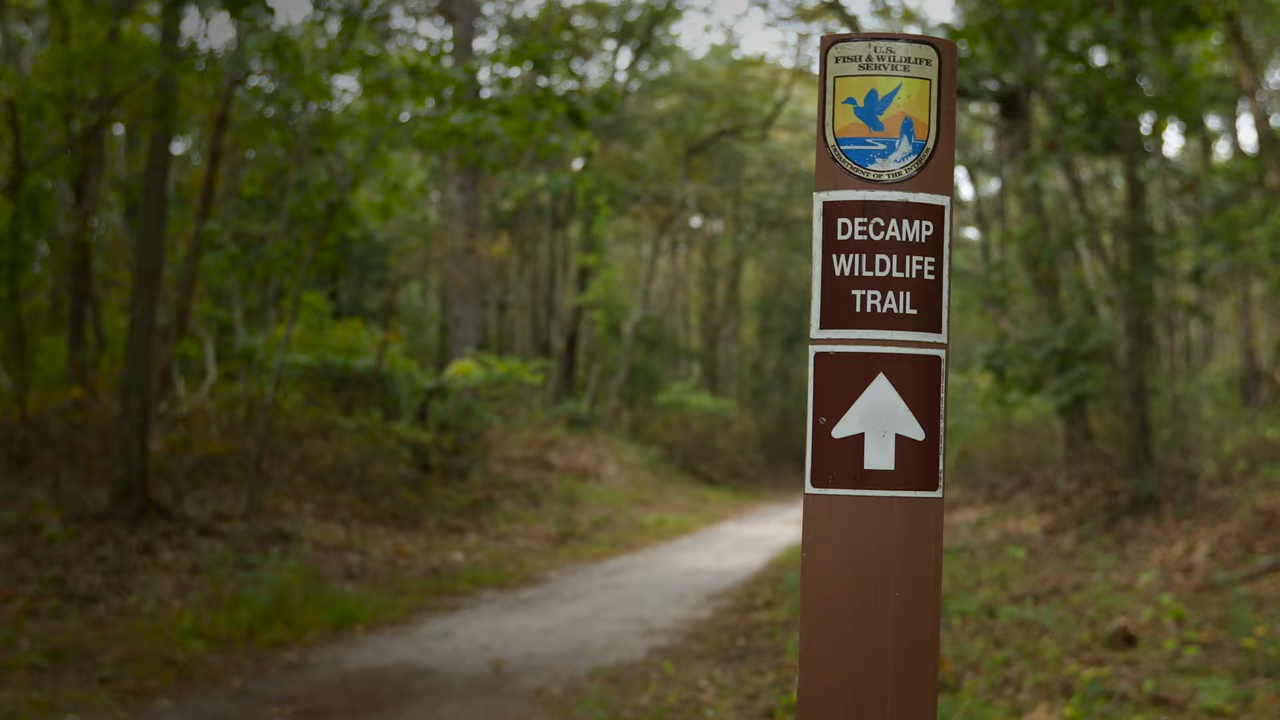 U.S.
FISH & WILDLIFE
SERVICE
DEPARTMENT OF THE INTERIOR
DECAMP
WILDLIFE
TRAIL